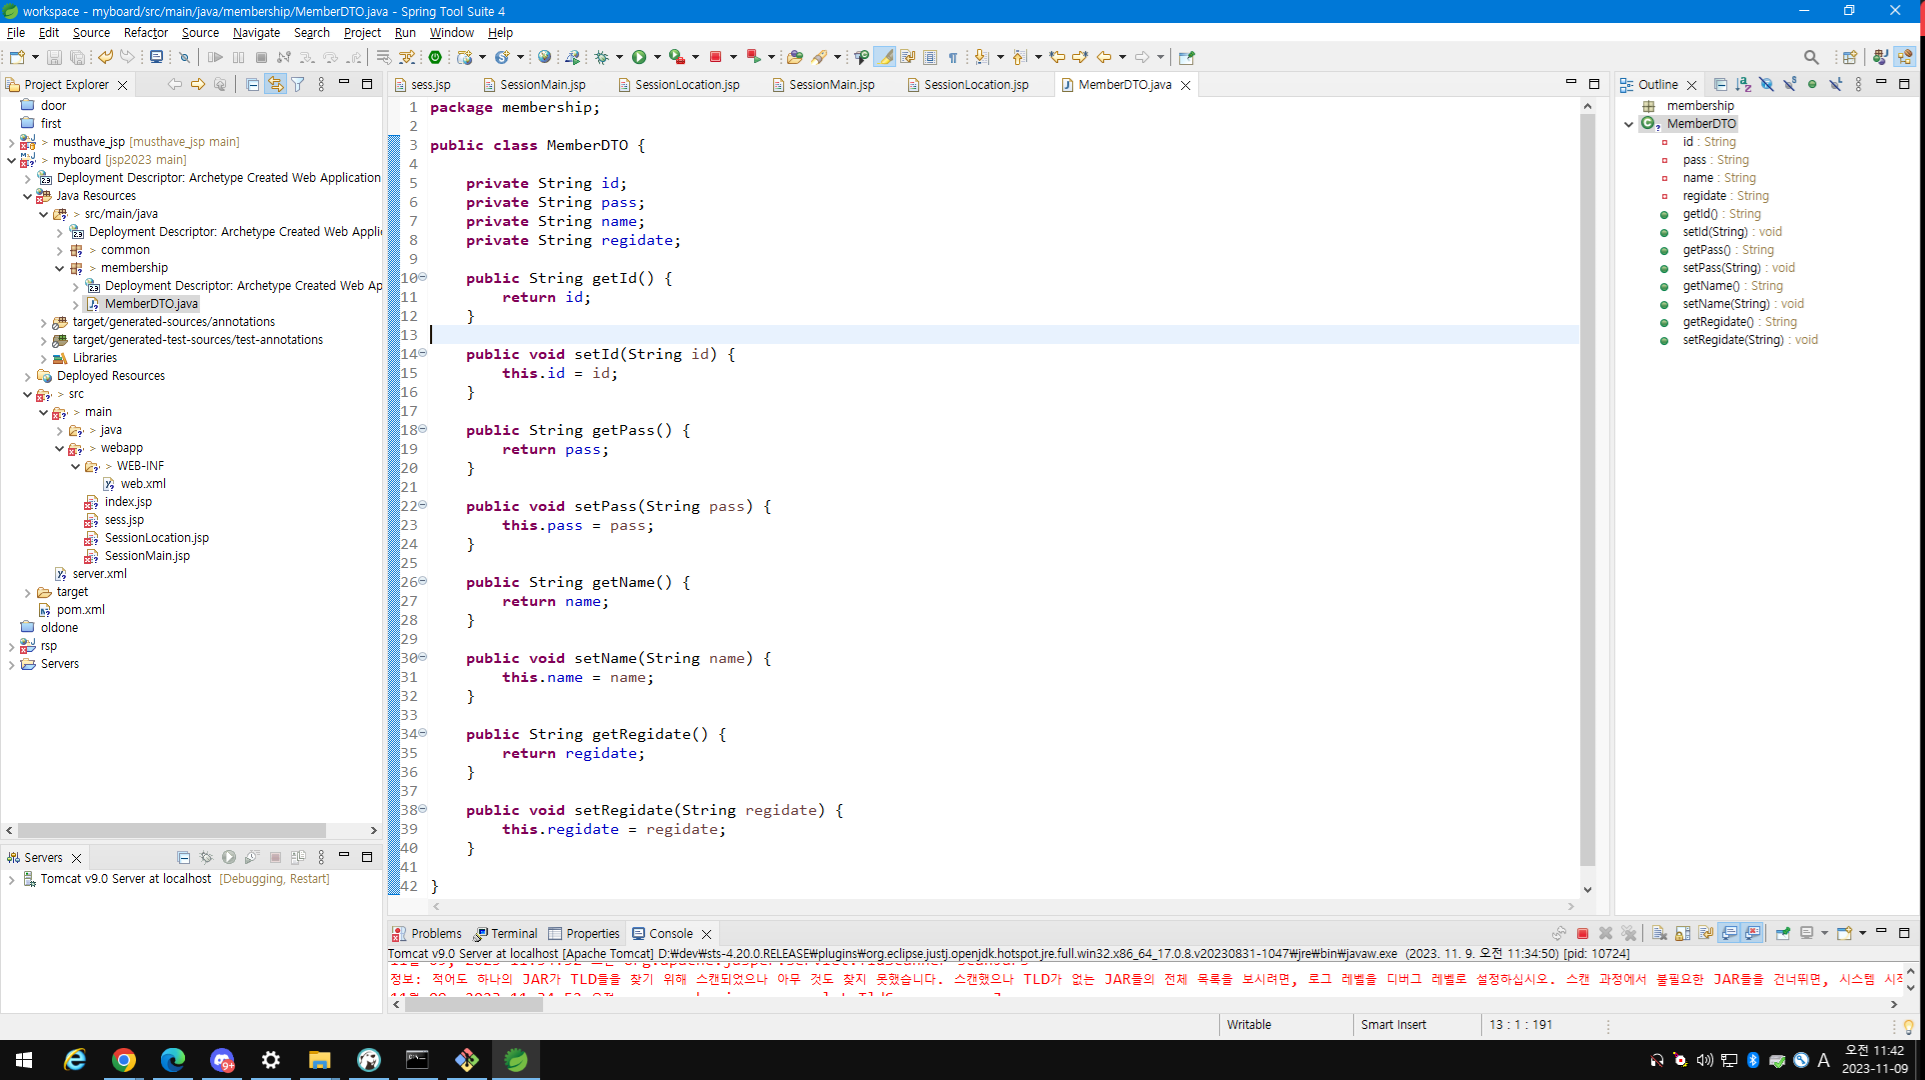 workspace - myboard/src/main/java/membership/MemberDTO.java - Spring Tool Suite 4
File Edit Source Refactor Source Navigate Search Project Run Window Help
Project Explorer
door
first
> musthave_jsp [musthave_jsp main]
> myboard [jsp2023 main]
Deployment Descriptor: Archetype Created Web Application
Java Resources
> src/main/java
Deployment Descriptor: Archetype Created Web Appli
> common
> membership
Deployment Descriptor: Archetype Created Web Ap
MemberDTO.java
target/generated-sources/annotations
target/generated-test-sources/test-annotations
Libraries
Deployed Resources
> src
> main
> java
> webapp
> WEB-INF
web.xml
index.jsp
sess.jsp
SessionLocation.jsp
SessionMain.jsp
server.xml
target
pom.xml
oldone
rsp
Servers
Servers
Tomcat v9.0 Server at localhost [Debugging, Restart]
sess.jsp SessionMain.jsp SessionLocation.jsp SessionMain.jsp SessionLocation.jsp MemberDTO.java
1 package membership;
2
3 public class MemberDTO {
4
5 private String id;
6 private String pass;
7 private String name;
8 private String regidate;
9
10 public String getId() {
11 return id;
12 }
13
14 public void setId(String id) {
15 this.id = id;
16 }
17
18 public String getPass() {
19 return pass;
20 }
21
22 public void setPass(String pass) {
23 this.pass = pass;
24 }
25
26 public String getName() {
27 return name;
28 }
29
30 public void setName(String name) {
31 this.name = name;
32 }
33
34 public String getRegidate() {
35 return regidate;
36 }
37
38 public void setRegidate(String regidate) {
39 this.regidate = regidate;
40 }
41
42 }
Outline
membership
MemberDTO
id : String
pass : String
name : String
regidate : String
getId() : String
setId(String) : void
getPass() : String
setPass(String) : void
getName() : String
setName(String) : void
getRegidate() : String
setRegidate(String) : void
Problems Terminal Properties Console
Tomcat v9.0 Server at localhost [Apache Tomcat] D:₩dev₩sts-4.20.0.RELEASE₩plugins₩org.eclipse.justj.openjdk.hotspot.jre.full.win32.x86_64_17.0.8.v20230831-1047₩jre₩bin₩javaw.exe (2023. 11. 9. 오전 11:34:50) [pid: 10724]
정보: 적어도 하나의 JAR가 TLD들을 찾기 위해 스캔되었으나 아무 것도 찾지 못했습니다. 스캔했으나 TLD가 없는 JAR들의 전체 목록을 보시려면, 로그 레벨을 디버그 레벨로 설정하십시오. 스캔 과정에서 불필요한 JAR들을 건너뛰면, 시스템 시작
Writable Smart Insert 13 : 1 : 191
9+
A
오전 11:42
2023-11-09